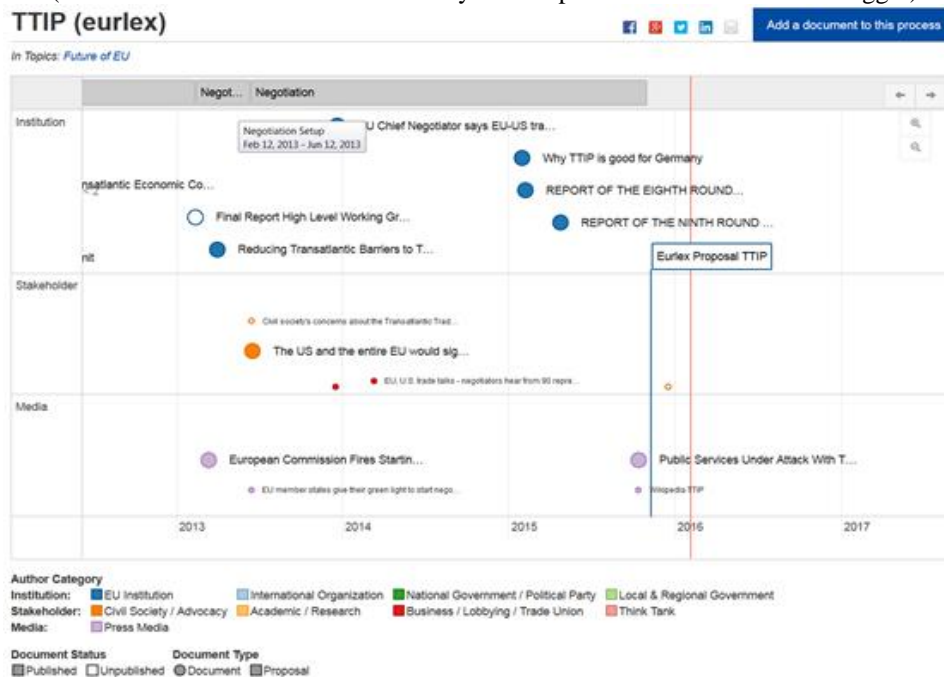 TTIP (eurlex)
Add a document to this process
In Topics: Future of EU
Negot... Negotiation
Institution
U Chief Negotiator says EU-US tra...
Negotiation Setup
Feb 12, 2013 - Jun 12, 2013
Why TTIP is good for Germany
nsatlantic Economic Co...
REPORT OF THE EIGHTH ROUND...
Final Report High Level Working Gr...
REPORT OF THE NINTH ROUND ...
Reducing Transatlantic Barriers to T...
nit
Eurlex Proposal TTIP
Stakeholder
Civil society's concerns about the Transatlantic Trad...
The US and the entire EU would sig...
EU, U.S. trade talks - negotiators hear from 90 repre...
Media
European Commission Fires Startin...
Public Services Under Attack With T...
EU member states give their green light to start nego...
Wikipedia TTIP
2013 2014 2015 2016 2017
Author Category
Institution: EU Institution International Organization National Government / Political Party Local & Regional Government
Stakeholder: Civil Society / Advocacy Academic / Research Business / Lobbying / Trade Union Think Tank
Media: Press Media
Document Status Document Type
Published Unpublished Document Proposal